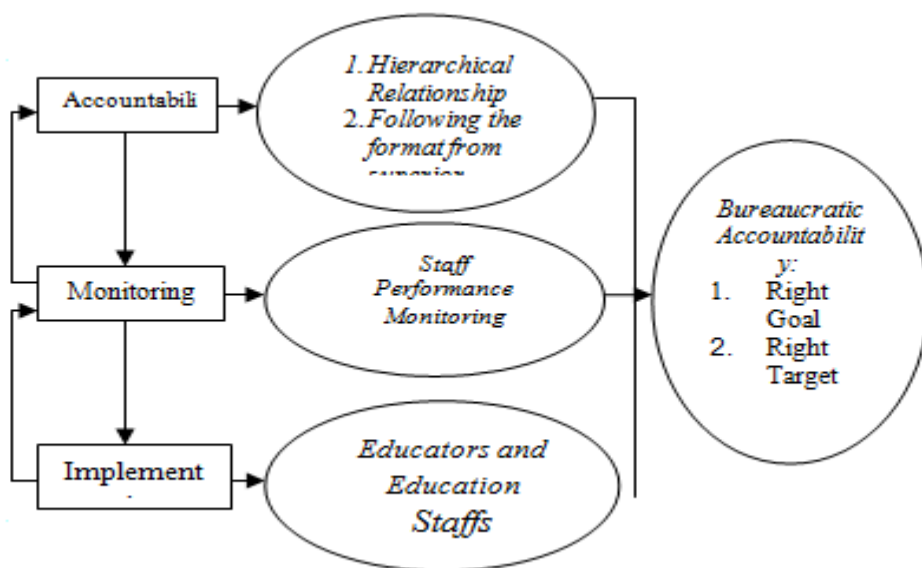 Accountabili
1. Hierarchical
Relationship
2. Following the
format from
superior
Monitoring
Staff
Performance
Monitoring
Implement
Educators and
Education
Staffs
Bureaucratic
Accountabilit
y:
1. Right
Goal
2. Right
Target